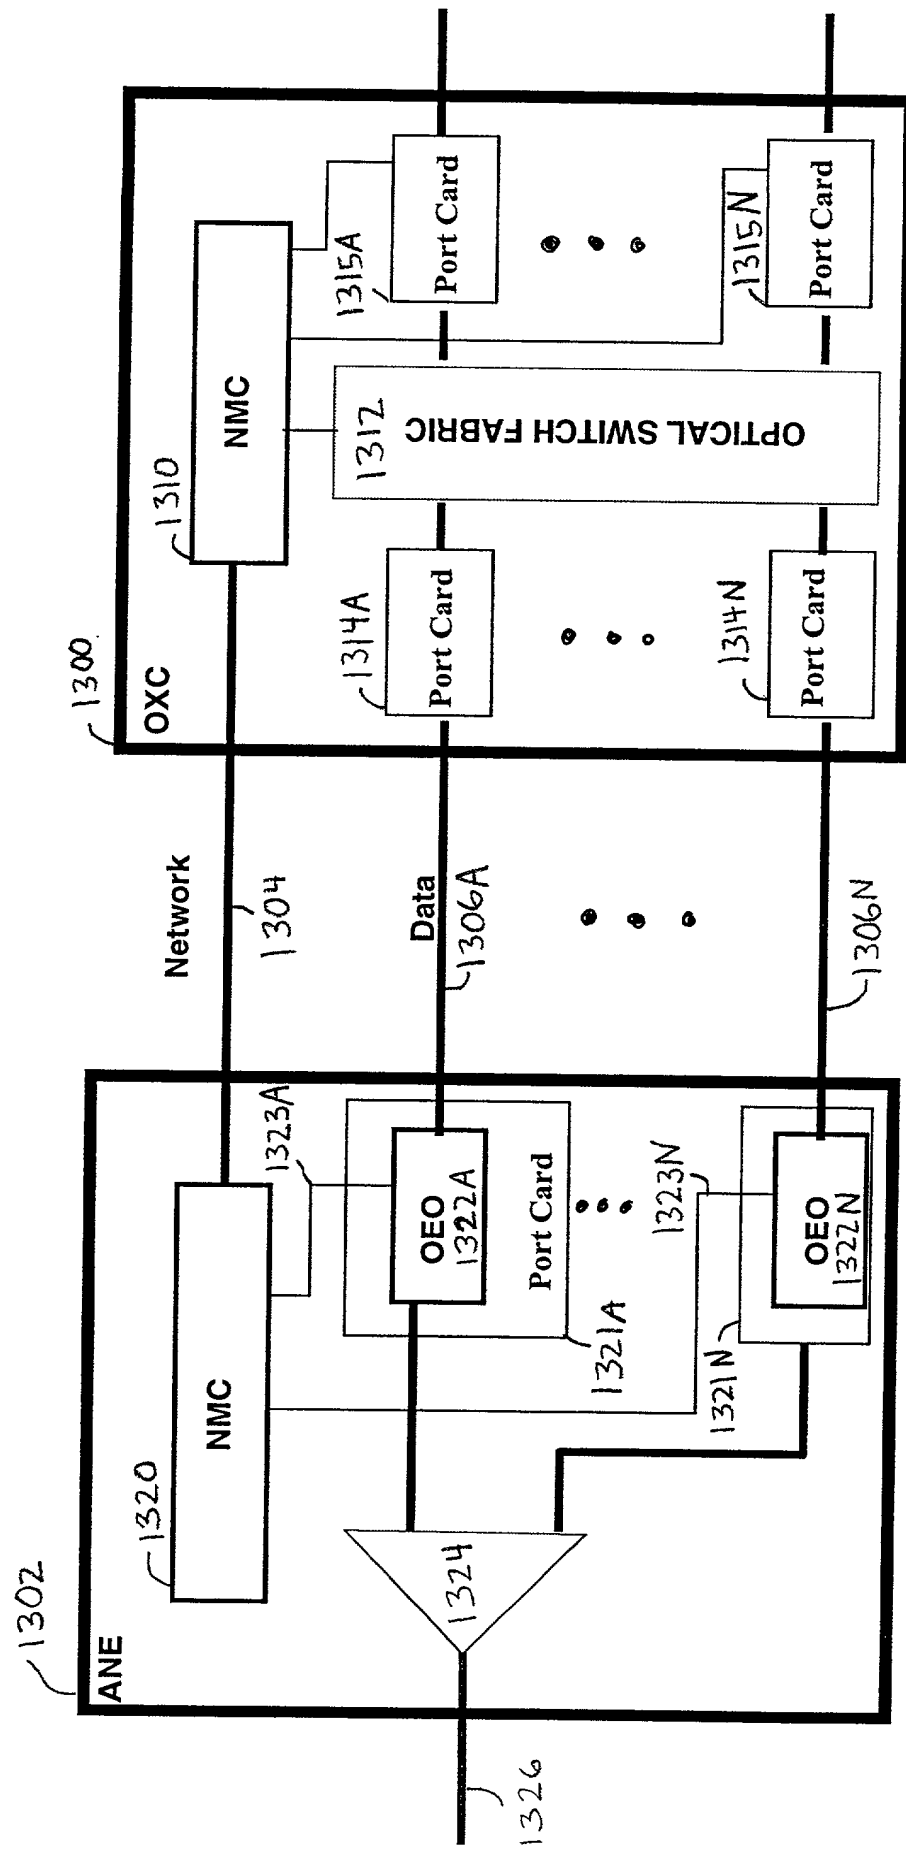 1302
ANE
1320
NMC
1323A
OEO
1322A
Port Card
1321A
1323N
OEO
1322N
1321N
1324
1326
Network
1304
Data
1306A
1306N
1300
OXC
1310
NMC
1312
OPTICAL SWITCH FABRIC
1314A
Port Card
1314N
Port Card
1315A
Port Card
1315N
Port Card